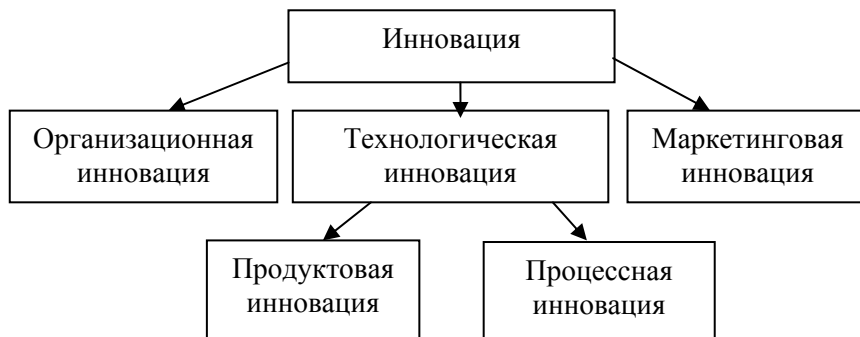 Инновация
Организационная
инновация
Технологическая
инновация
Маркетинговая
инновация
Продуктовая
инновация
Процессная
инновация